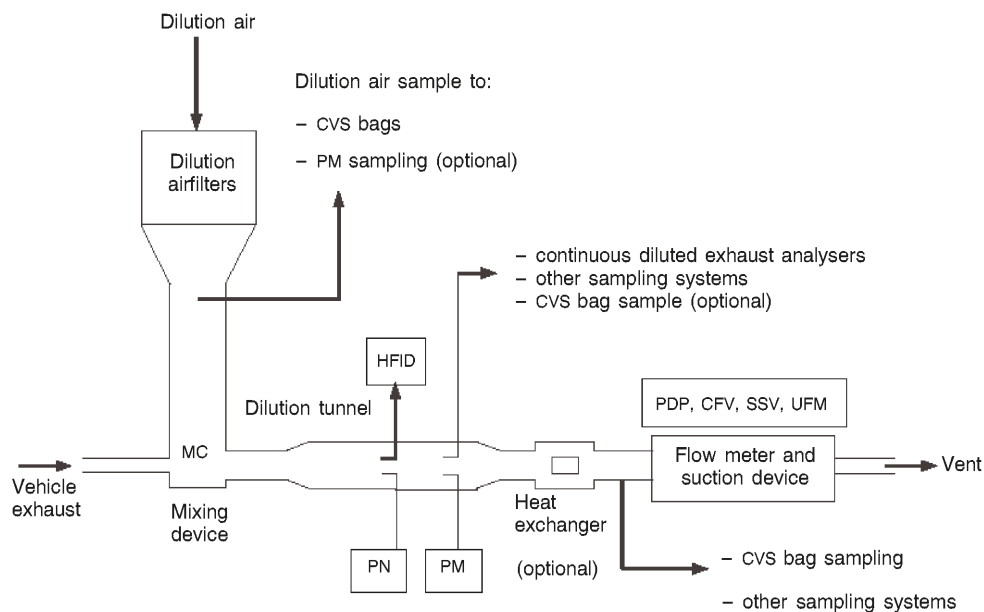 Dilution air
Dilution air sample to:
– CVS bags
– PM sampling (optional)
Dilution
airfilters
– continuous diluted exhaust analysers
– other sampling systems
– CVS bag sample (optional)
HFID
Dilution tunnel
PDP, CFV, SSV, UFM
MC
Flow meter and
suction device
Vent
Vehicle
exhaust
Mixing
device
Heat
exchanger
(optional)
PN
PM
– CVS bag sampling
– other sampling systems